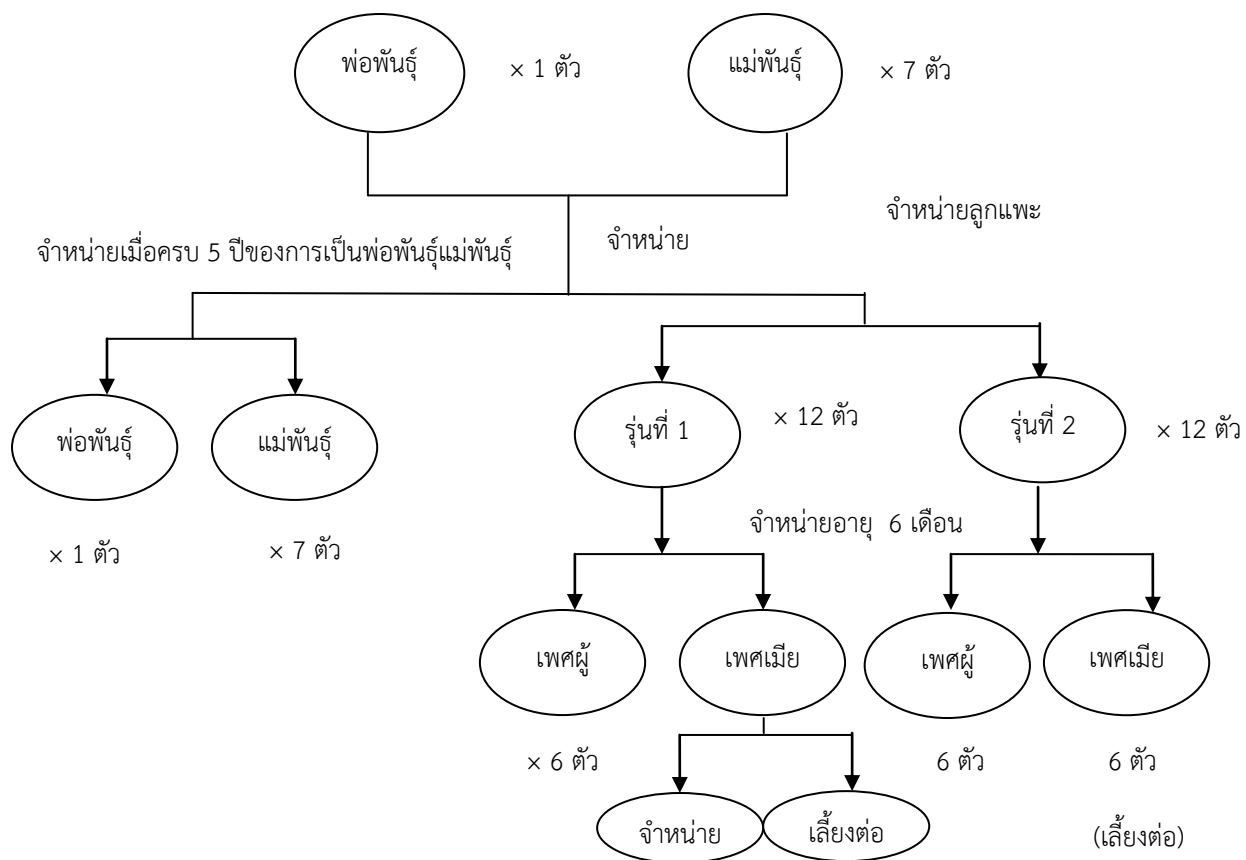 พ่อพันธุ์ × 1 ตัว แม่พันธุ์ × 7 ตัว
จำหน่ายลูกแพะ
จำหน่าย
จำหน่ายเมื่อครบ 5 ปีของการเป็นพ่อพันธุ์แม่พันธุ์
รุ่นที่ 1 × 12 ตัว รุ่นที่ 2 × 12 ตัว
พ่อพันธุ์ แม่พันธุ์
จำหน่ายอายุ 6 เดือน
× 1 ตัว × 7 ตัว
เพศผู้ เพศเมีย เพศผู้ เพศเมีย
× 6 ตัว 6 ตัว 6 ตัว
จำหน่าย เลี้ยงต่อ (เลี้ยงต่อ)